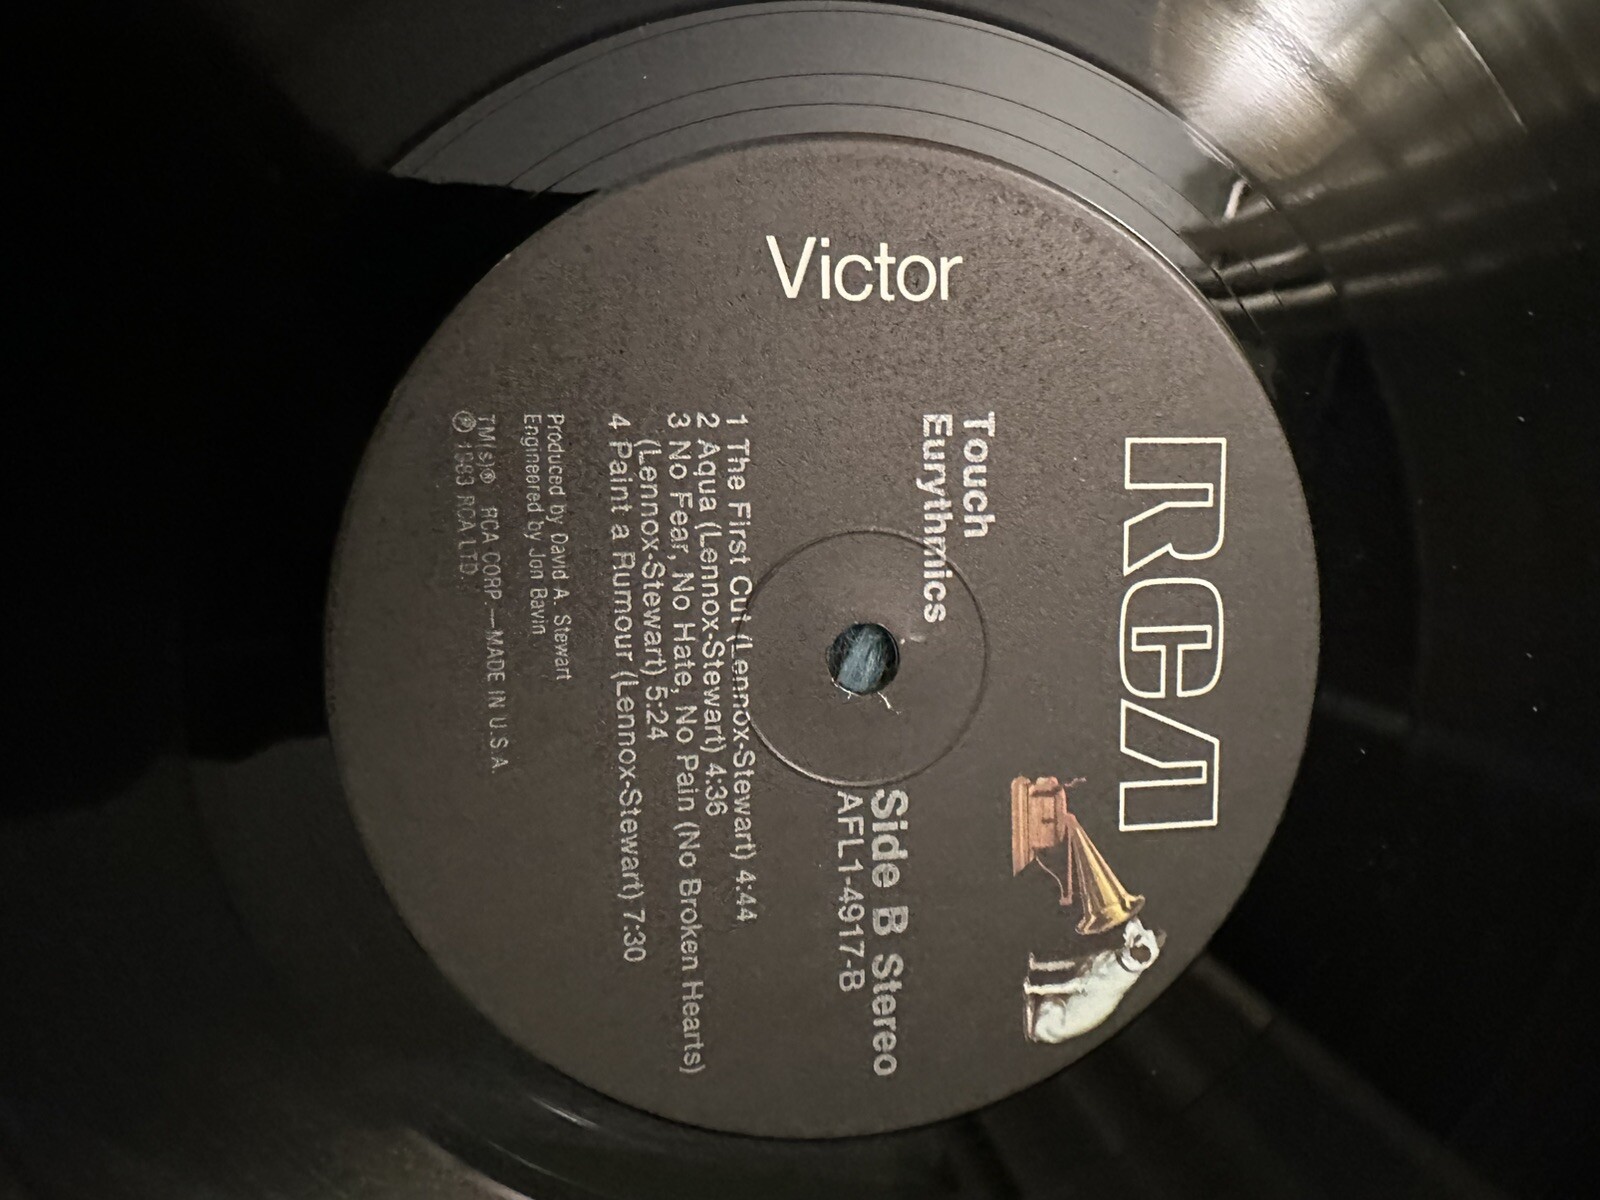 RCA
Victor
Touch
Eurythmics
Side B Stereo
AFL1-4917-B
1 The First Cut (Lennox-Stewart) 4:44
2 Aqua (Lennox-Stewart) 4:36
3 No Fear, No Hate, No Pain (No Broken Hearts)
(Lennox-Stewart) 5:24
4 Paint a Rumour (Lennox-Stewart) 7:30
Produced by David A. Stewart
Engineered by Jon Bavin
TM(s)® RCA CORP.—MADE IN U.S.A.
℗ 1983 RCA LTD.